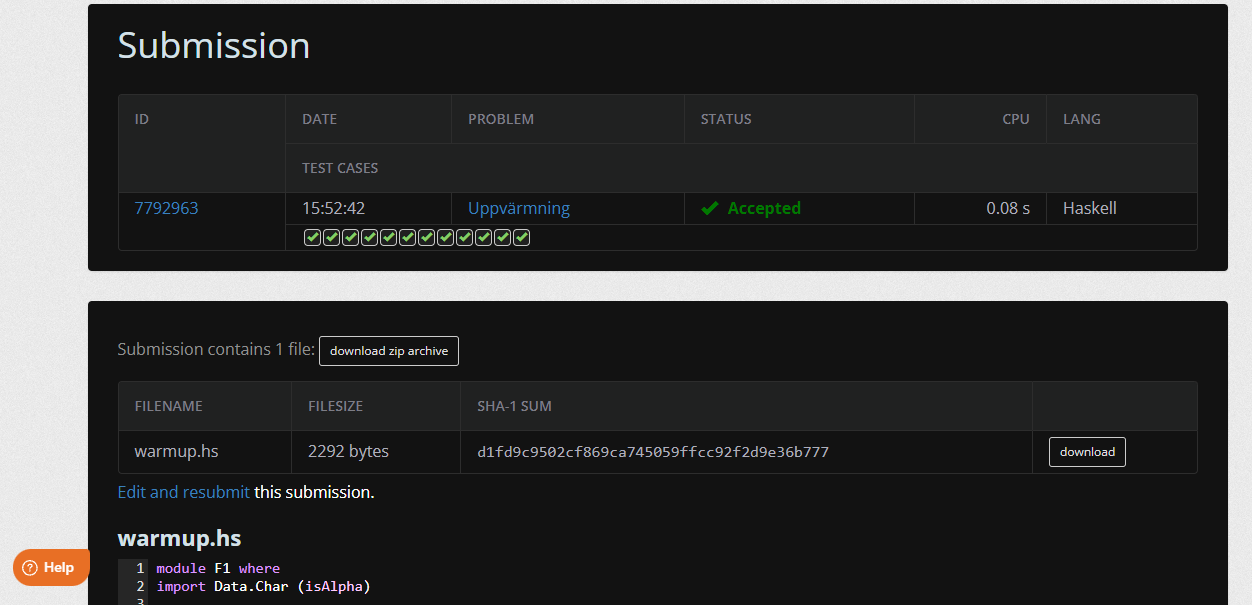 Submission
ID DATE PROBLEM STATUS CPU LANG
TEST CASES
7792963 15:52:42 Uppvärmning Accepted 0.08 s Haskell
Submission contains 1 file: download zip archive
FILENAME FILESIZE SHA-1 SUM
warmup.hs 2292 bytes d1fd9c9502cf869ca745059ffcc92f2d9e36b777 download
Edit and resubmit this submission.
warmup.hs
? Help
1 module F1 where
2 import Data.Char (isAlpha)
3